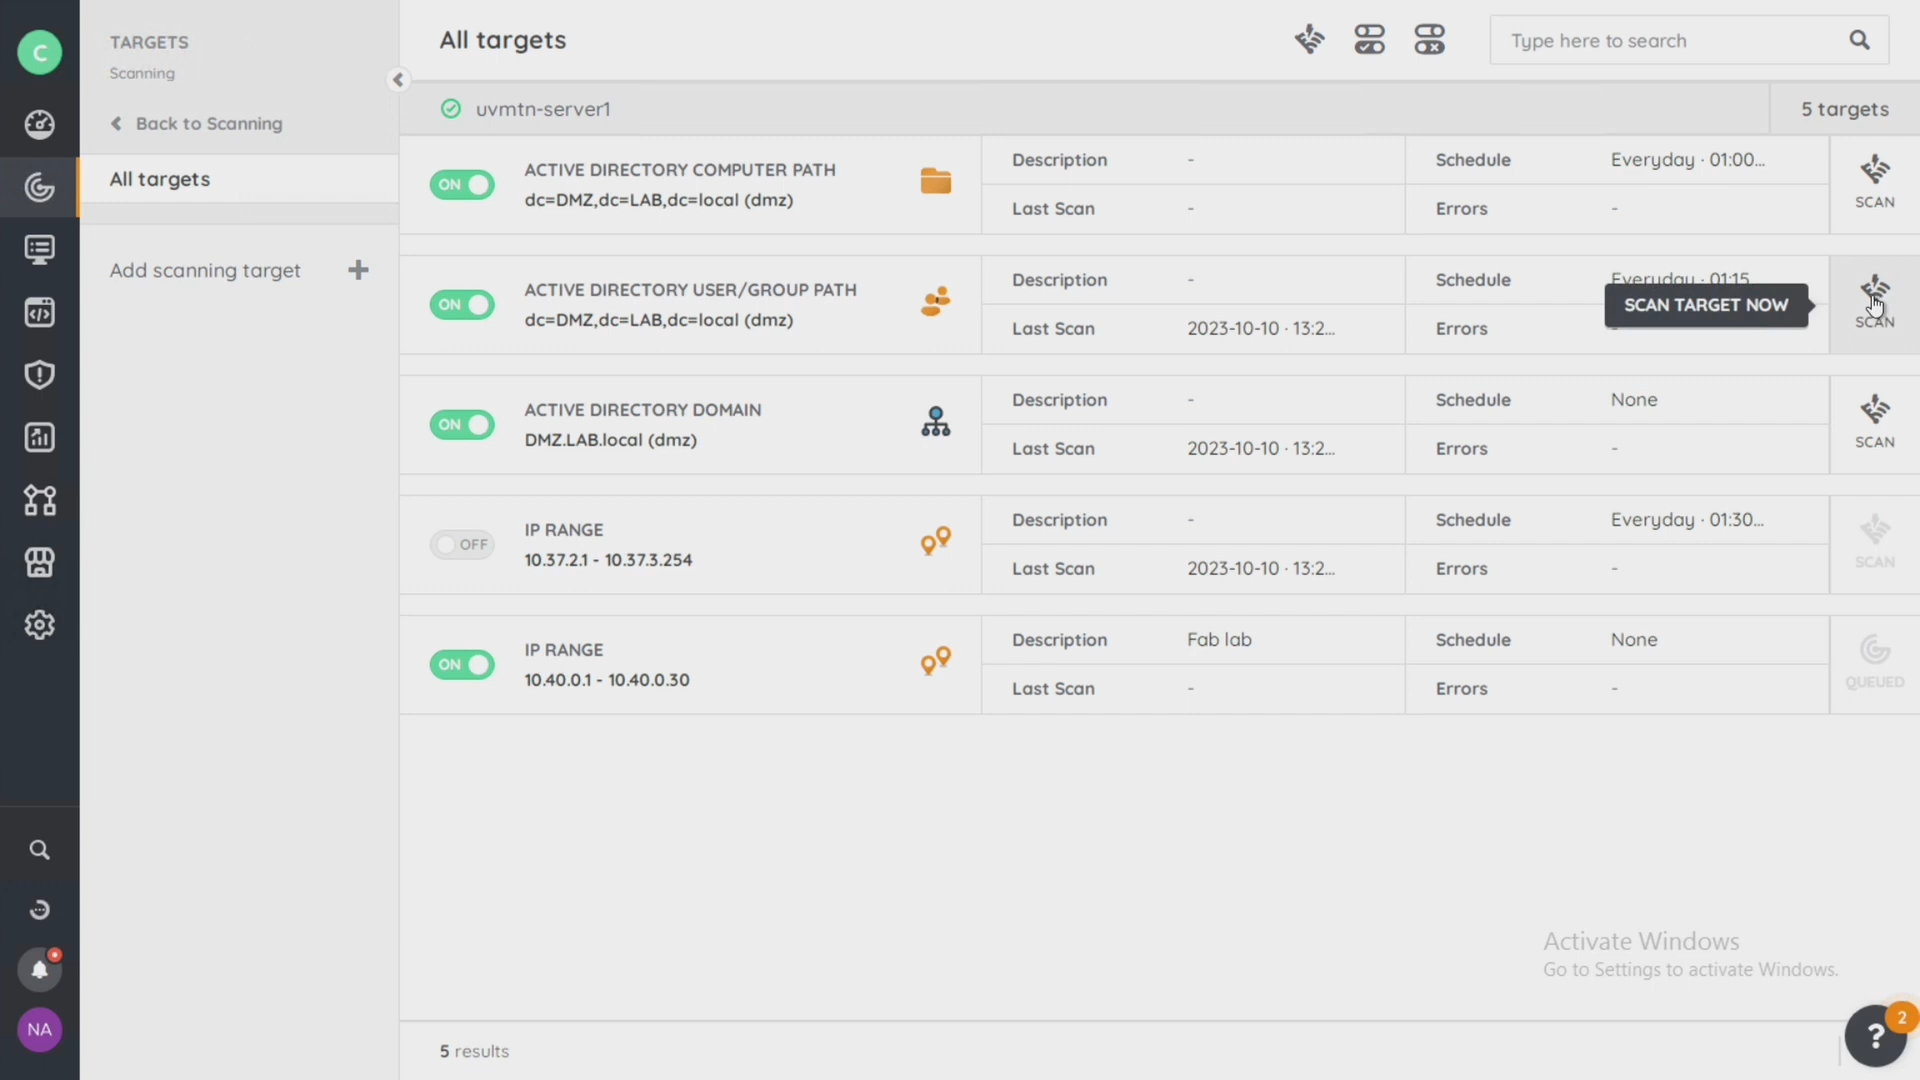 C
TARGETS
Scanning
Back to Scanning
All targets
Add scanning target
All targets
Type here to search
uvmtn-server1
5 targets
ON
ACTIVE DIRECTORY COMPUTER PATH
dc=DMZ,dc=LAB,dc=local (dmz)
Description -
Last Scan -
Schedule Everyday · 01:00...
Errors -
SCAN
ON
ACTIVE DIRECTORY USER/GROUP PATH
dc=DMZ,dc=LAB,dc=local (dmz)
Description -
Last Scan 2023-10-10 · 13:2...
Schedule Everyday · 01:15
Errors -
SCAN TARGET NOW
SCAN
ON
ACTIVE DIRECTORY DOMAIN
DMZ.LAB.local (dmz)
Description -
Last Scan 2023-10-10 · 13:2...
Schedule None
Errors -
SCAN
OFF
IP RANGE
10.37.2.1 - 10.37.3.254
Description -
Last Scan 2023-10-10 · 13:2...
Schedule Everyday · 01:30...
Errors -
SCAN
ON
IP RANGE
10.40.0.1 - 10.40.0.30
Description Fab lab
Last Scan -
Schedule None
Errors -
QUEUED
Activate Windows
Go to Settings to activate Windows.
NA
5 results
?
2